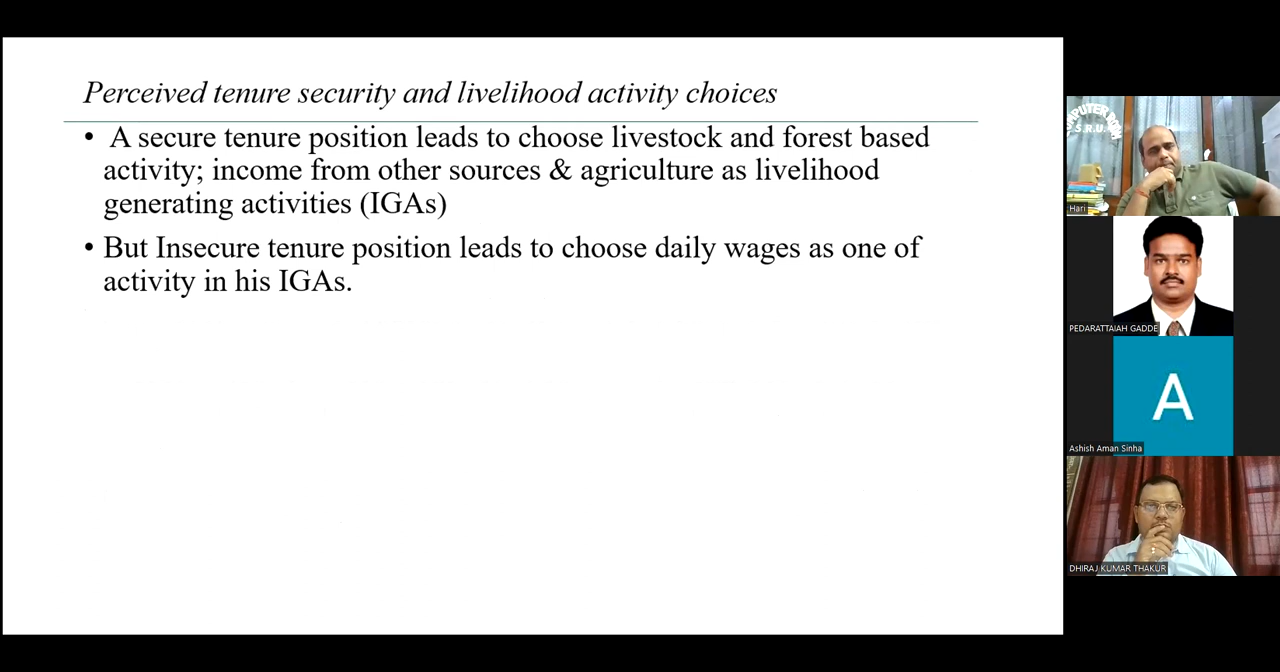 Perceived tenure security and livelihood activity choices
• A secure tenure position leads to choose livestock and forest based
activity; income from other sources & agriculture as livelihood
generating activities (IGAs)
• But Insecure tenure position leads to choose daily wages as one of
activity in his IGAs.
COMPUTER ROOM
S.R.U.
Hari
PEDARATTAIAH GADDE
A
Ashish Aman Sinha
DHIRAJ KUMAR THAKUR